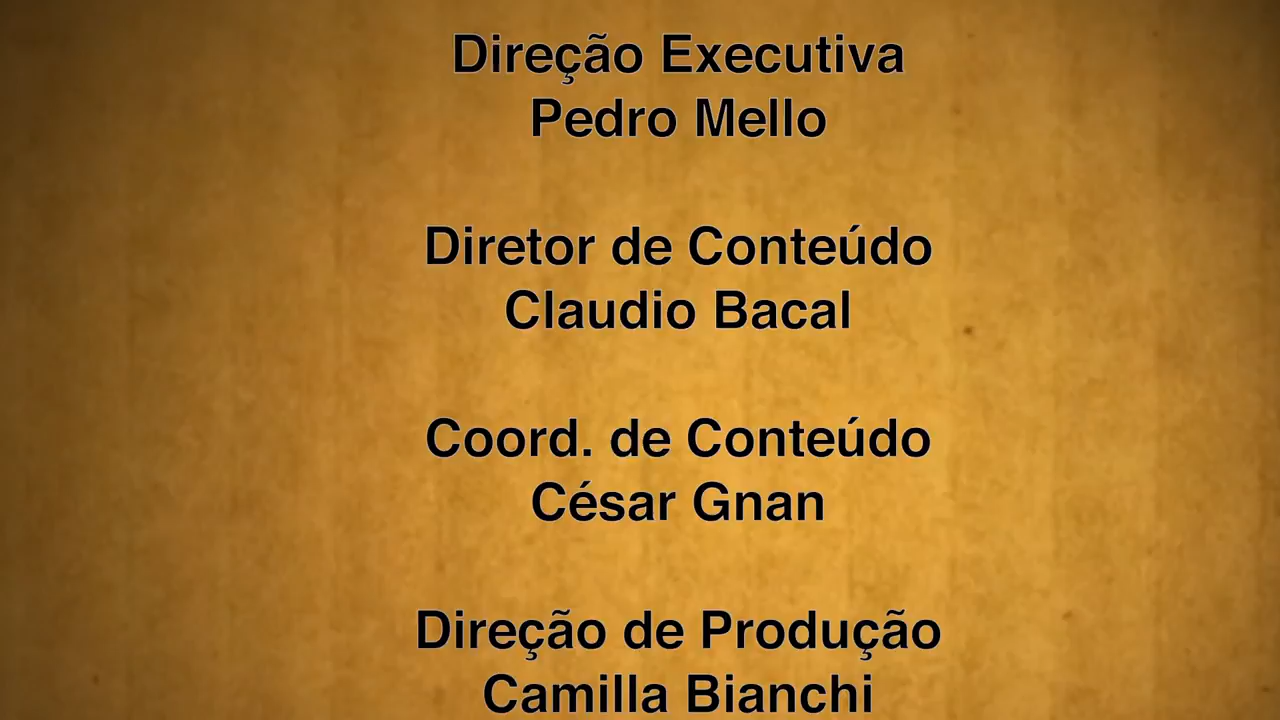 Direção Executiva
Pedro Mello
Diretor de Conteúdo
Claudio Bacal
Coord. de Conteúdo
César Gnan
Direção de Produção
Camilla Bianchi